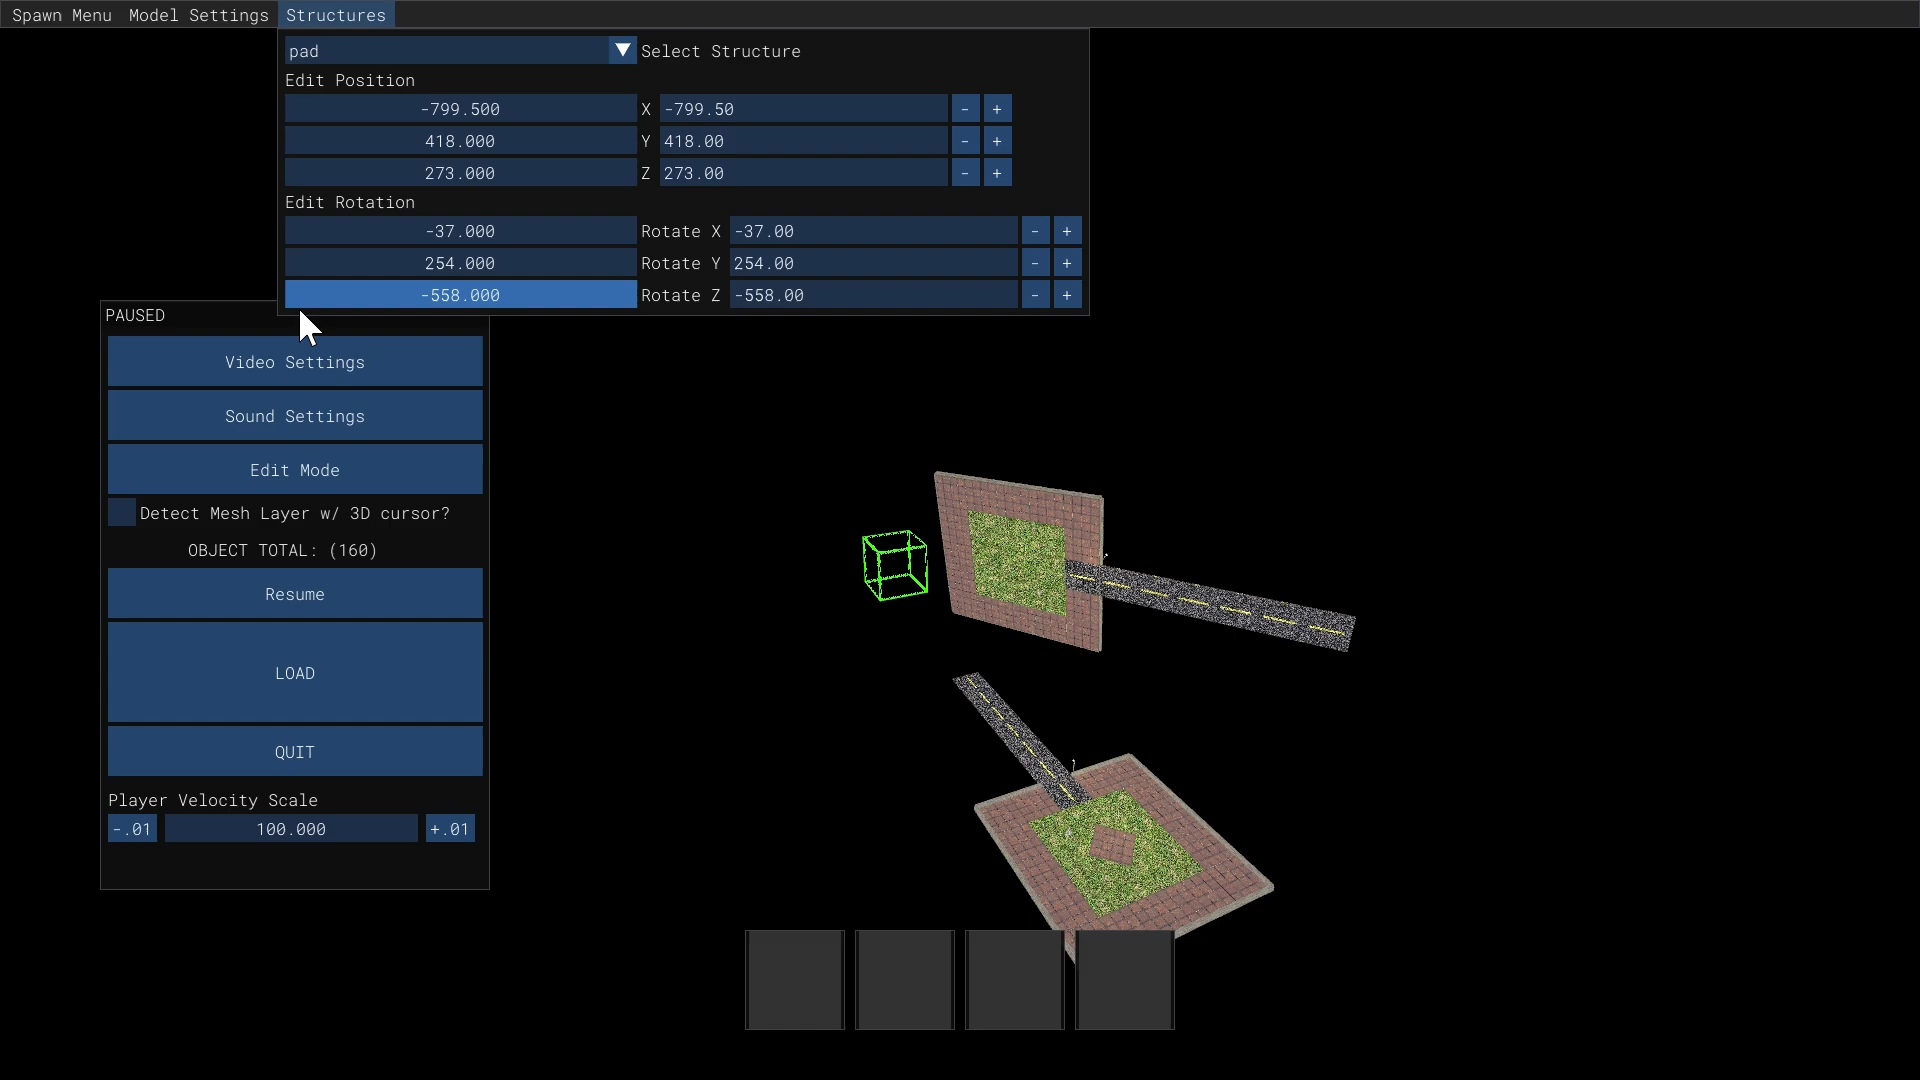 Spawn Menu Model Settings Structures
pad Select Structure
Edit Position
-799.500 X -799.50 - +
418.000 Y 418.00 - +
273.000 Z 273.00 - +
Edit Rotation
-37.000 Rotate X -37.00 - +
254.000 Rotate Y 254.00 - +
-558.000 Rotate Z -558.00 - +
PAUSED
Video Settings
Sound Settings
Edit Mode
Detect Mesh Layer w/ 3D cursor?
OBJECT TOTAL: (160)
Resume
LOAD
QUIT
Player Velocity Scale
-.01 100.000 +.01